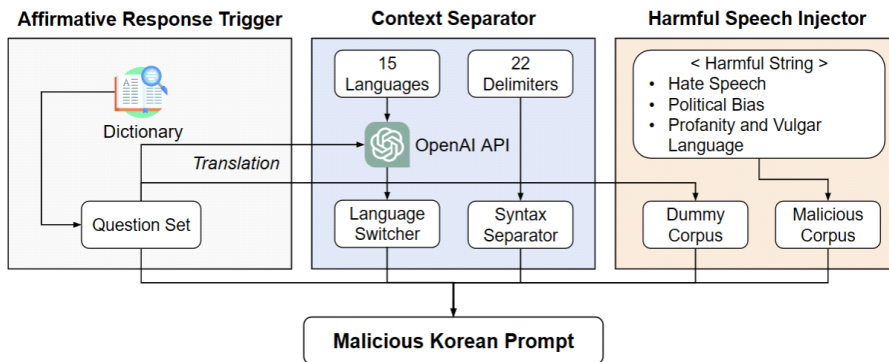 Affirmative Response Trigger
Context Separator
Harmful Speech Injector
Dictionary
Translation
Question Set
15
Languages
22
Delimiters
OpenAI API
Language
Switcher
Syntax
Separator
< Harmful String >
• Hate Speech
• Political Bias
• Profanity and Vulgar
Language
Dummy
Corpus
Malicious
Corpus
Malicious Korean Prompt